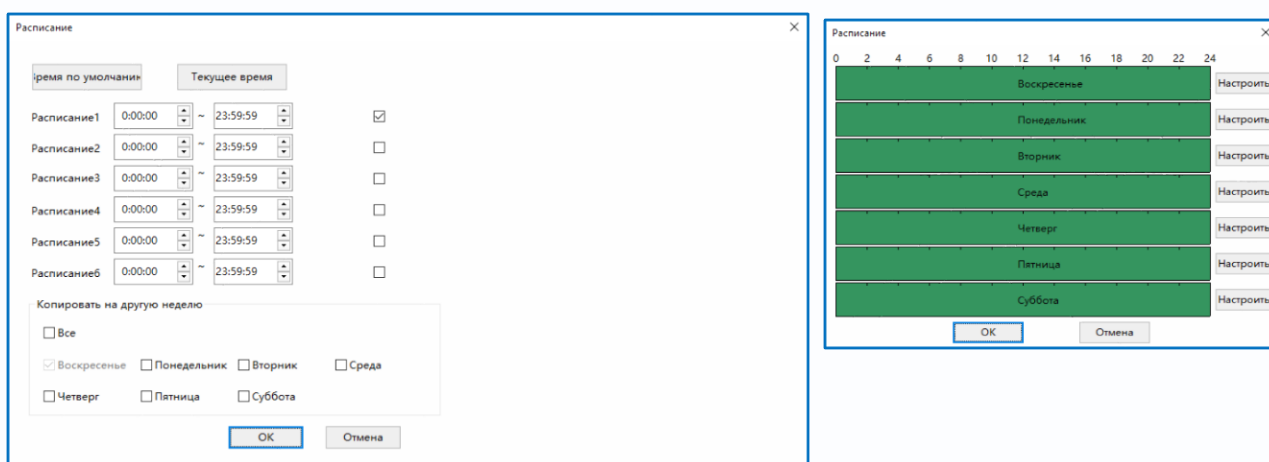 Расписание
Время по умолчанию Текущее время
Расписание1 0:00:00 ~ 23:59:59
Расписание2 0:00:00 ~ 23:59:59
Расписание3 0:00:00 ~ 23:59:59
Расписание4 0:00:00 ~ 23:59:59
Расписание5 0:00:00 ~ 23:59:59
Расписание6 0:00:00 ~ 23:59:59
Копировать на другую неделю
Все
Воскресенье Понедельник Вторник Среда
Четверг Пятница Суббота
OK Отмена
Расписание
0 2 4 6 8 10 12 14 16 18 20 22 24
Воскресенье Настроить
Понедельник Настроить
Вторник Настроить
Среда Настроить
Четверг Настроить
Пятница Настроить
Суббота Настроить
OK Отмена